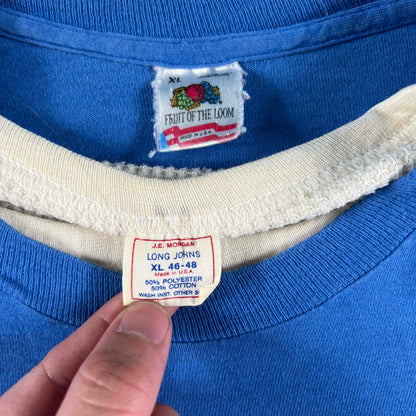 XL
FRUIT OF THE LOOM
MADE IN U.S.A.
J.E. MORGAN
LONG JOHNS
XL 46-48
Made in U.S.A.
50% POLYESTER
50% COTTON
WASH INST. OTHER S